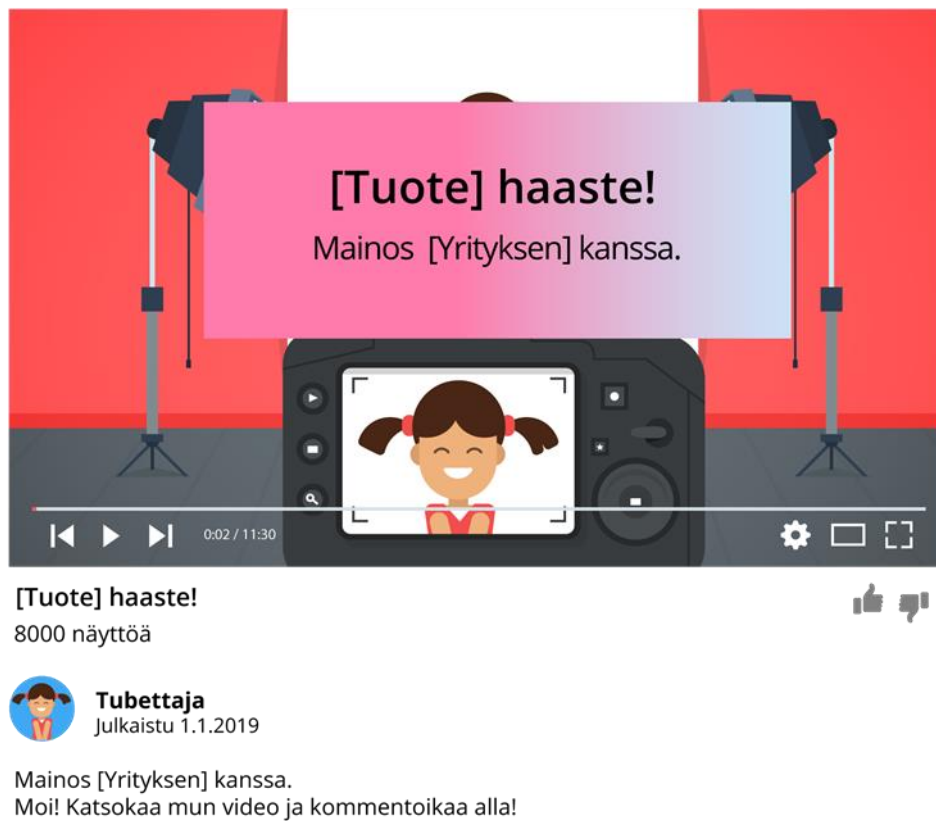 [Tuote] haaste!
Mainos [Yrityksen] kanssa.
0:02 / 11:30
[Tuote] haaste!
8000 näyttöä
Tubettaja
Julkaistu 1.1.2019
Mainos [Yrityksen] kanssa.
Moi! Katsokaa mun video ja kommentoikaa alla!